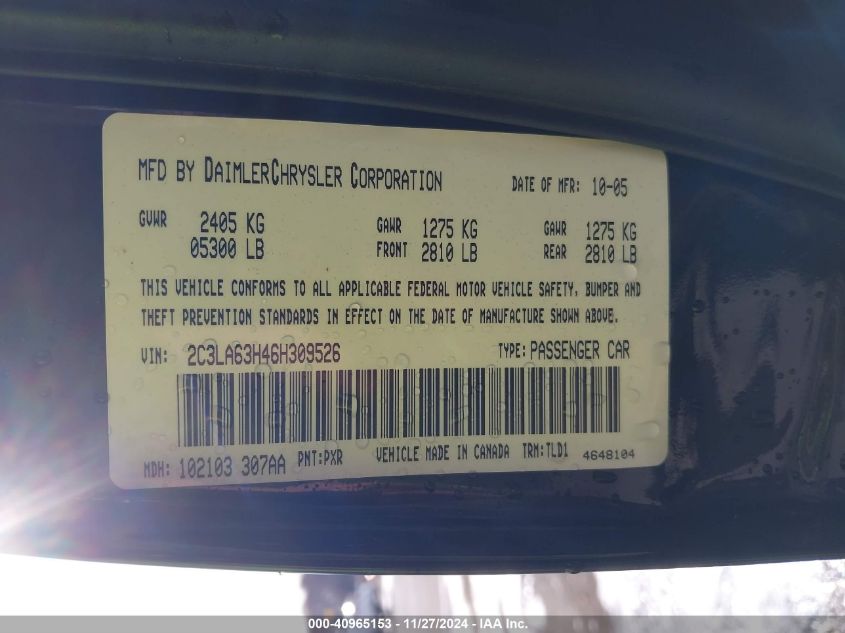 MFD BY DAIMLERCHRYSLER CORPORATION DATE OF MFR: 10-05
GVWR 2405 KG GAWR 1275 KG GAWR 1275 KG
05300 LB FRONT 2810 LB REAR 2810 LB
THIS VEHICLE CONFORMS TO ALL APPLICABLE FEDERAL MOTOR VEHICLE SAFETY, BUMPER AND
THEFT PREVENTION STANDARDS IN EFFECT ON THE DATE OF MANUFACTURE SHOWN ABOVE.
VIN: 2C3LA63H46H309526 TYPE: PASSENGER CAR
MDH: 102103 307AA PNT:PXR VEHICLE MADE IN CANADA TRM:TLD1 4648104
000-40965153 — 11/27/2024 — IAA Inc.